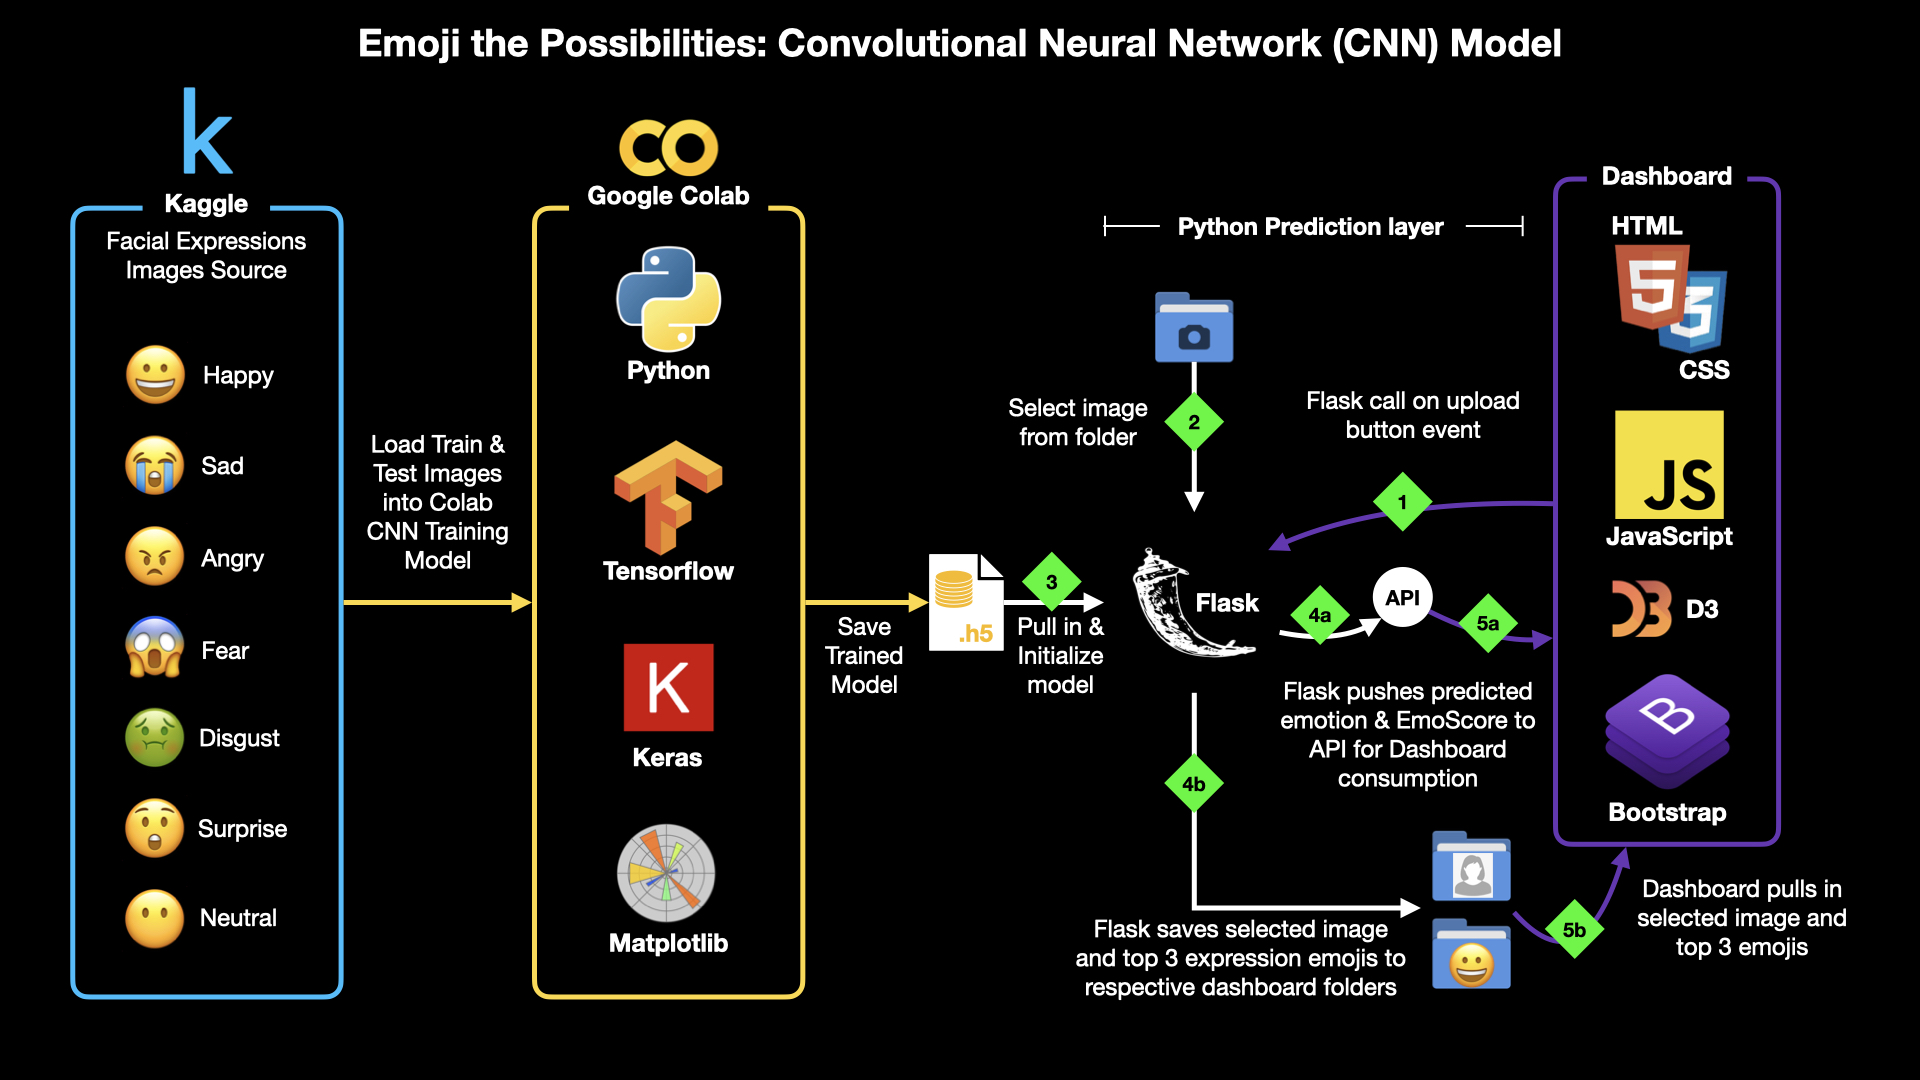 Emoji the Possibilities: Convolutional Neural Network (CNN) Model
k
Kaggle
Facial Expressions
Images Source
Happy
Sad
Angry
Fear
Disgust
Surprise
Neutral
Load Train &
Test Images
into Colab
CNN Training
Model
CO
Google Colab
Python
Tensorflow
K
Keras
Matplotlib
Save
Trained
Model
.h5
3
Pull in &
Initialize
model
Python Prediction layer
Select image
from folder
2
Flask call on upload
button event
1
Flask
4a
API
5a
Flask pushes predicted
emotion & EmoScore to
API for Dashboard
consumption
4b
Flask saves selected image
and top 3 expression emojis to
respective dashboard folders
5b
Dashboard pulls in
selected image and
top 3 emojis
Dashboard
HTML
5
3
CSS
JS
JavaScript
D3
D3
B
Bootstrap